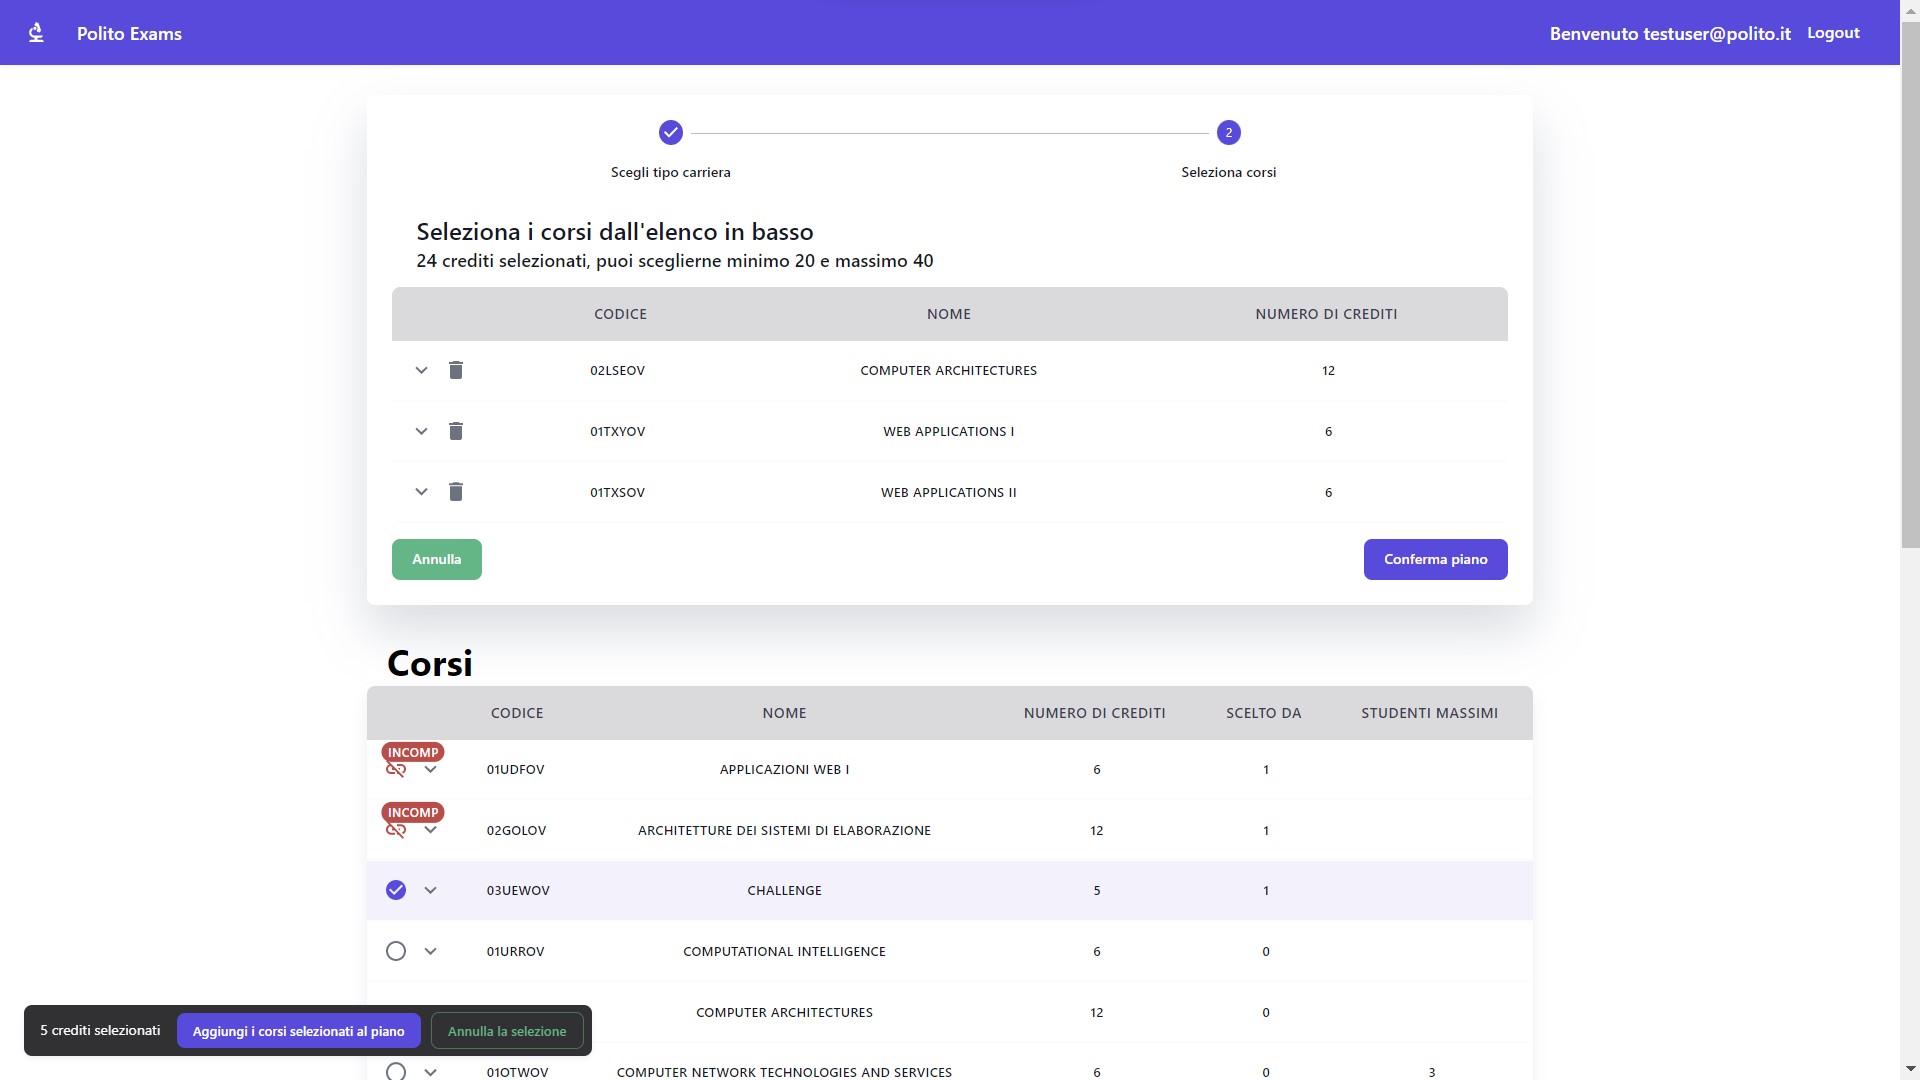 Polito Exams
Benvenuto testuser@polito.it Logout
2
Scegli tipo carriera Seleziona corsi
Seleziona i corsi dall'elenco in basso
24 crediti selezionati, puoi sceglierne minimo 20 e massimo 40
CODICE NOME NUMERO DI CREDITI
02LSEOV COMPUTER ARCHITECTURES 12
01TXYOV WEB APPLICATIONS I 6
01TXSOV WEB APPLICATIONS II 6
Annulla Conferma piano
Corsi
CODICE NOME NUMERO DI CREDITI SCELTO DA STUDENTI MASSIMI
INCOMP
01UDFOV APPLICAZIONI WEB I 6 1
INCOMP
02GOLOV ARCHITETTURE DEI SISTEMI DI ELABORAZIONE 12 1
03UEWOV CHALLENGE 5 1
01URROV COMPUTATIONAL INTELLIGENCE 6 0
COMPUTER ARCHITECTURES 12 0
5 crediti selezionati Aggiungi i corsi selezionati al piano Annulla la selezione
01OTWOV COMPUTER NETWORK TECHNOLOGIES AND SERVICES 6 0 3